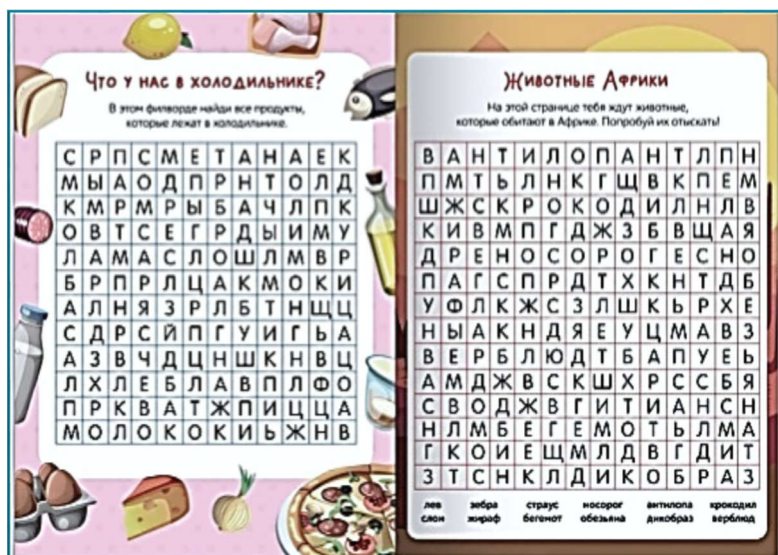 Что у нас в холодильнике?
В этом филворде найди все продукты,
которые лежат в холодильнике.
С Р П С М Е Т А Н А Е К
М Ы А О Д П Р Н Т О Л Д
К М Р М Р Ы Б А Ч Л П К
О В Т С Е Г Р Д Ы И М У
Л А М А С Л О Ш Л М В Р
Б Р П Р Л Ц А К М О К И
А Л Н Я З Р Л Б Т Н Щ Ц
С Д Р С Й П Г У И Г Ь А
А З В Ч Д Ц Н Ш К Н В Ц
Л Х Л Е Б Л А В П Л Ф О
П Р К В А Т Ж П И Ц Ц А
М О Л О К О К И Ь Ж Н В
Животные Африки
На этой странице тебя ждут животные,
которые обитают в Африке. Попробуй их отыскать!
В А Н Т И Л О П А Н Т Л П Н
П М Т Ь Л Н К Г Щ В К П Е М
Ш Ж С К Р О К О Д И Л Н Л В
К И В М П Г Д Ж З Б В Щ А Я
Д Р Е Н О С О Р О Г Е С Н О
П А Г С П Р Д Т Х К Н Т Д Б
У Ф Л К Ж С З Л Ш К Ь Р Х Е
Н Ы А К Н Д Я Е У Ц М А В З
В Е Р Б Л Ю Д Т Б А П У Е Ь
А М Д Ж В С К Ш Х Р С С Б Я
С В О Д Ж В Г И Т И А Н С Н
Н Л М Б Е Г Е М О Т Ь Л М А
Г К О И Е Щ М Л Д В Г Д И Т
З Т С Н К Л Д И К О Б Р А З
лев зебра страус носорог антилопа крокодил
слон жираф бегемот обезьяна дикобраз верблюд